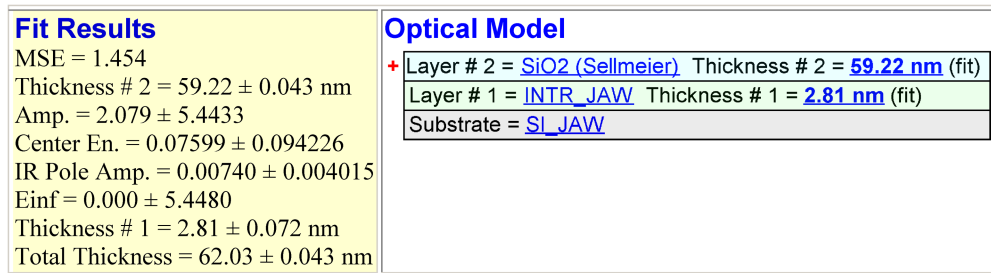 Fit Results
MSE = 1.454
Thickness # 2 = 59.22 ± 0.043 nm
Amp. = 2.079 ± 5.4433
Center En. = 0.07599 ± 0.094226
IR Pole Amp. = 0.00740 ± 0.004015
Einf = 0.000 ± 5.4480
Thickness # 1 = 2.81 ± 0.072 nm
Total Thickness = 62.03 ± 0.043 nm
Optical Model
+ Layer # 2 = SiO2 (Sellmeier) Thickness # 2 = 59.22 nm (fit)
Layer # 1 = INTR_JAW Thickness # 1 = 2.81 nm (fit)
Substrate = SI_JAW